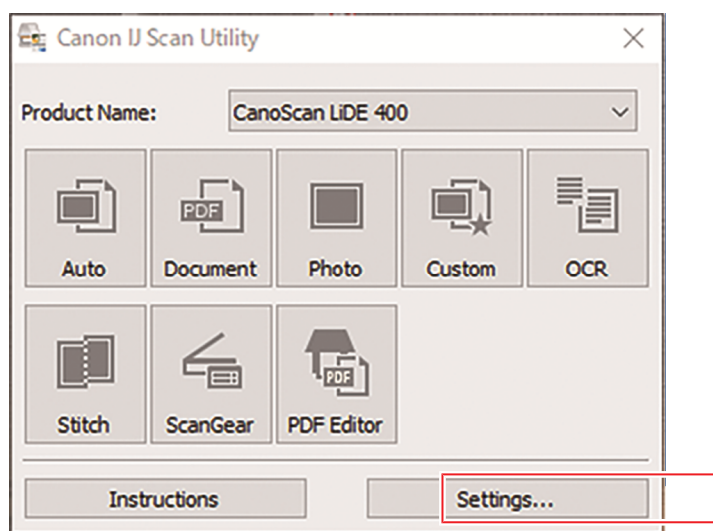 Canon IJ Scan Utility
Product Name: CanoScan LiDE 400
Auto Document Photo Custom OCR
PDF
Stitch ScanGear PDF Editor
PDF
Instructions Settings...